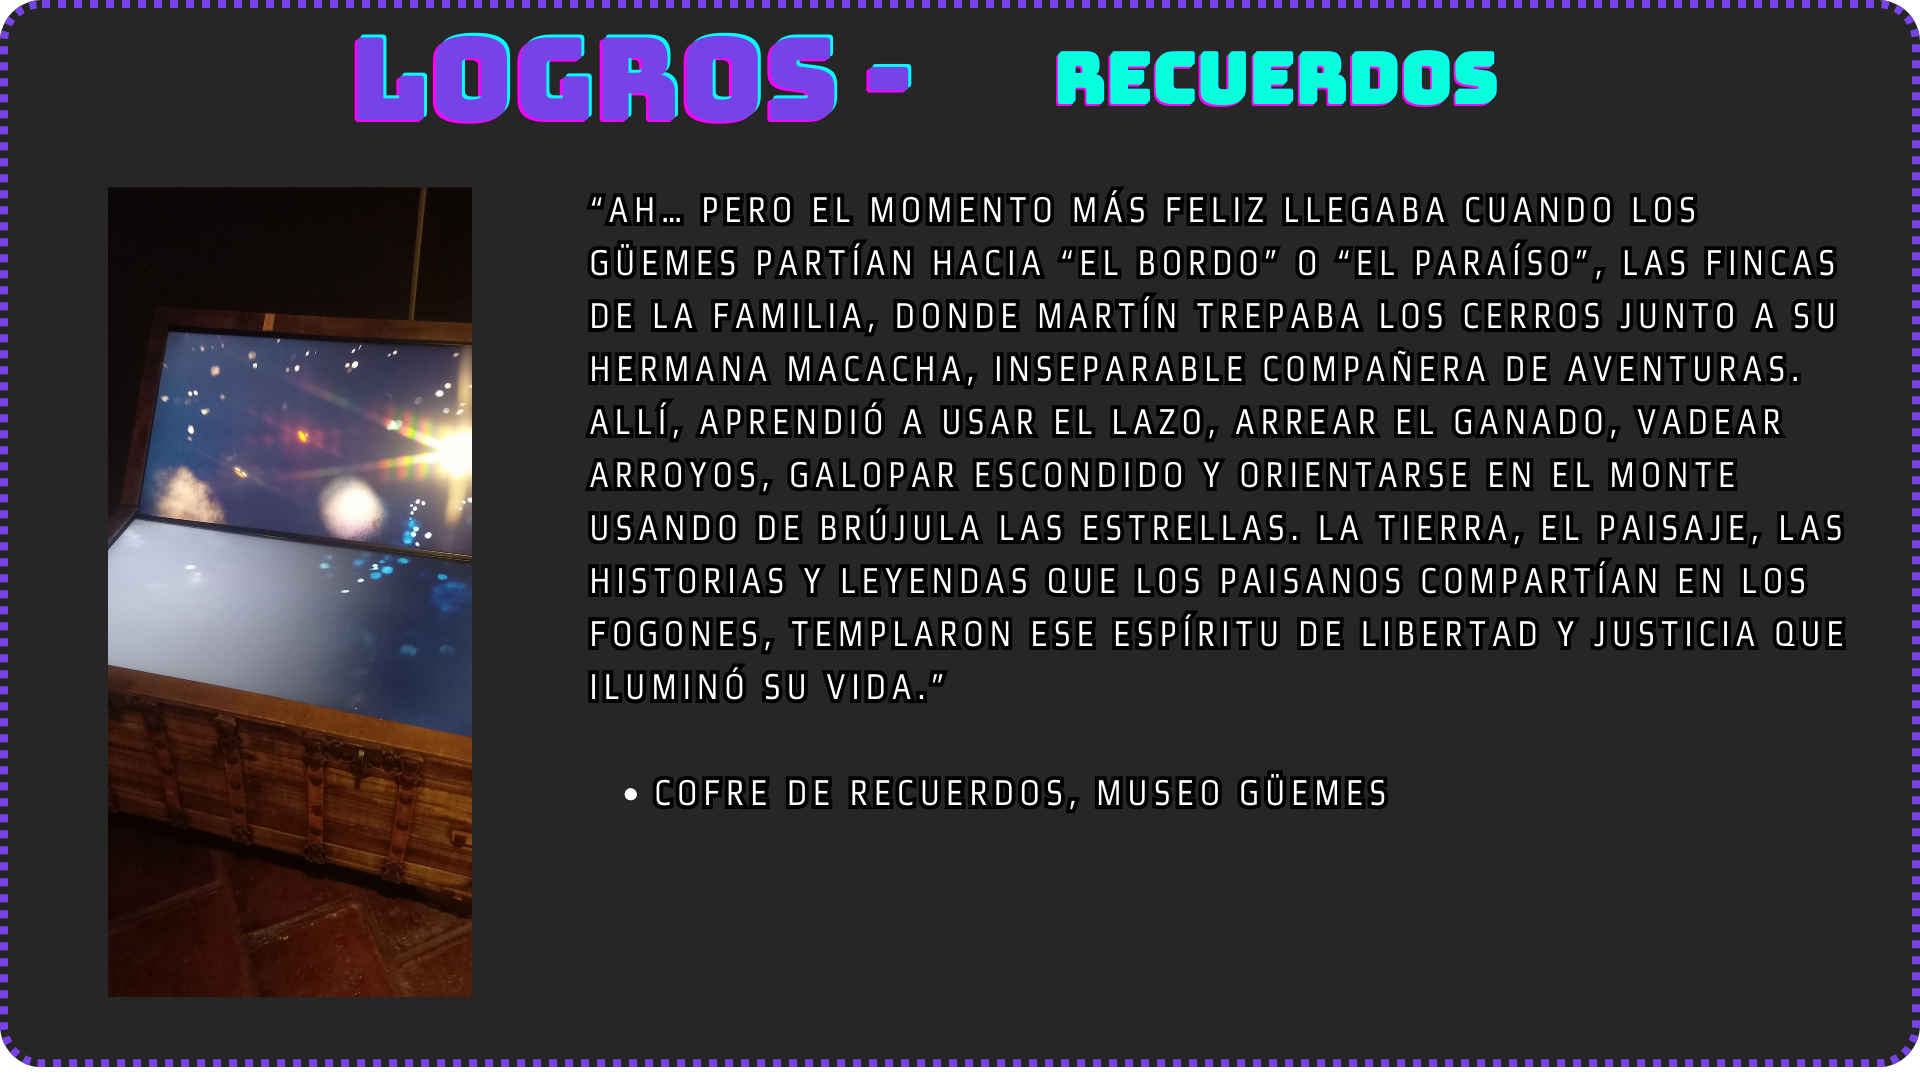 LOGROS - RECUERDOS
“AH… PERO EL MOMENTO MÁS FELIZ LLEGABA CUANDO LOS
GÜEMES PARTÍAN HACIA “EL BORDO” O “EL PARAÍSO”, LAS FINCAS
DE LA FAMILIA, DONDE MARTÍN TREPABA LOS CERROS JUNTO A SU
HERMANA MACACHA, INSEPARABLE COMPAÑERA DE AVENTURAS.
ALLÍ, APRENDIÓ A USAR EL LAZO, ARREAR EL GANADO, VADEAR
ARROYOS, GALOPAR ESCONDIDO Y ORIENTARSE EN EL MONTE
USANDO DE BRÚJULA LAS ESTRELLAS. LA TIERRA, EL PAISAJE, LAS
HISTORIAS Y LEYENDAS QUE LOS PAISANOS COMPARTÍAN EN LOS
FOGONES, TEMPLARON ESE ESPÍRITU DE LIBERTAD Y JUSTICIA QUE
ILUMINÓ SU VIDA.”
• COFRE DE RECUERDOS, MUSEO GÜEMES